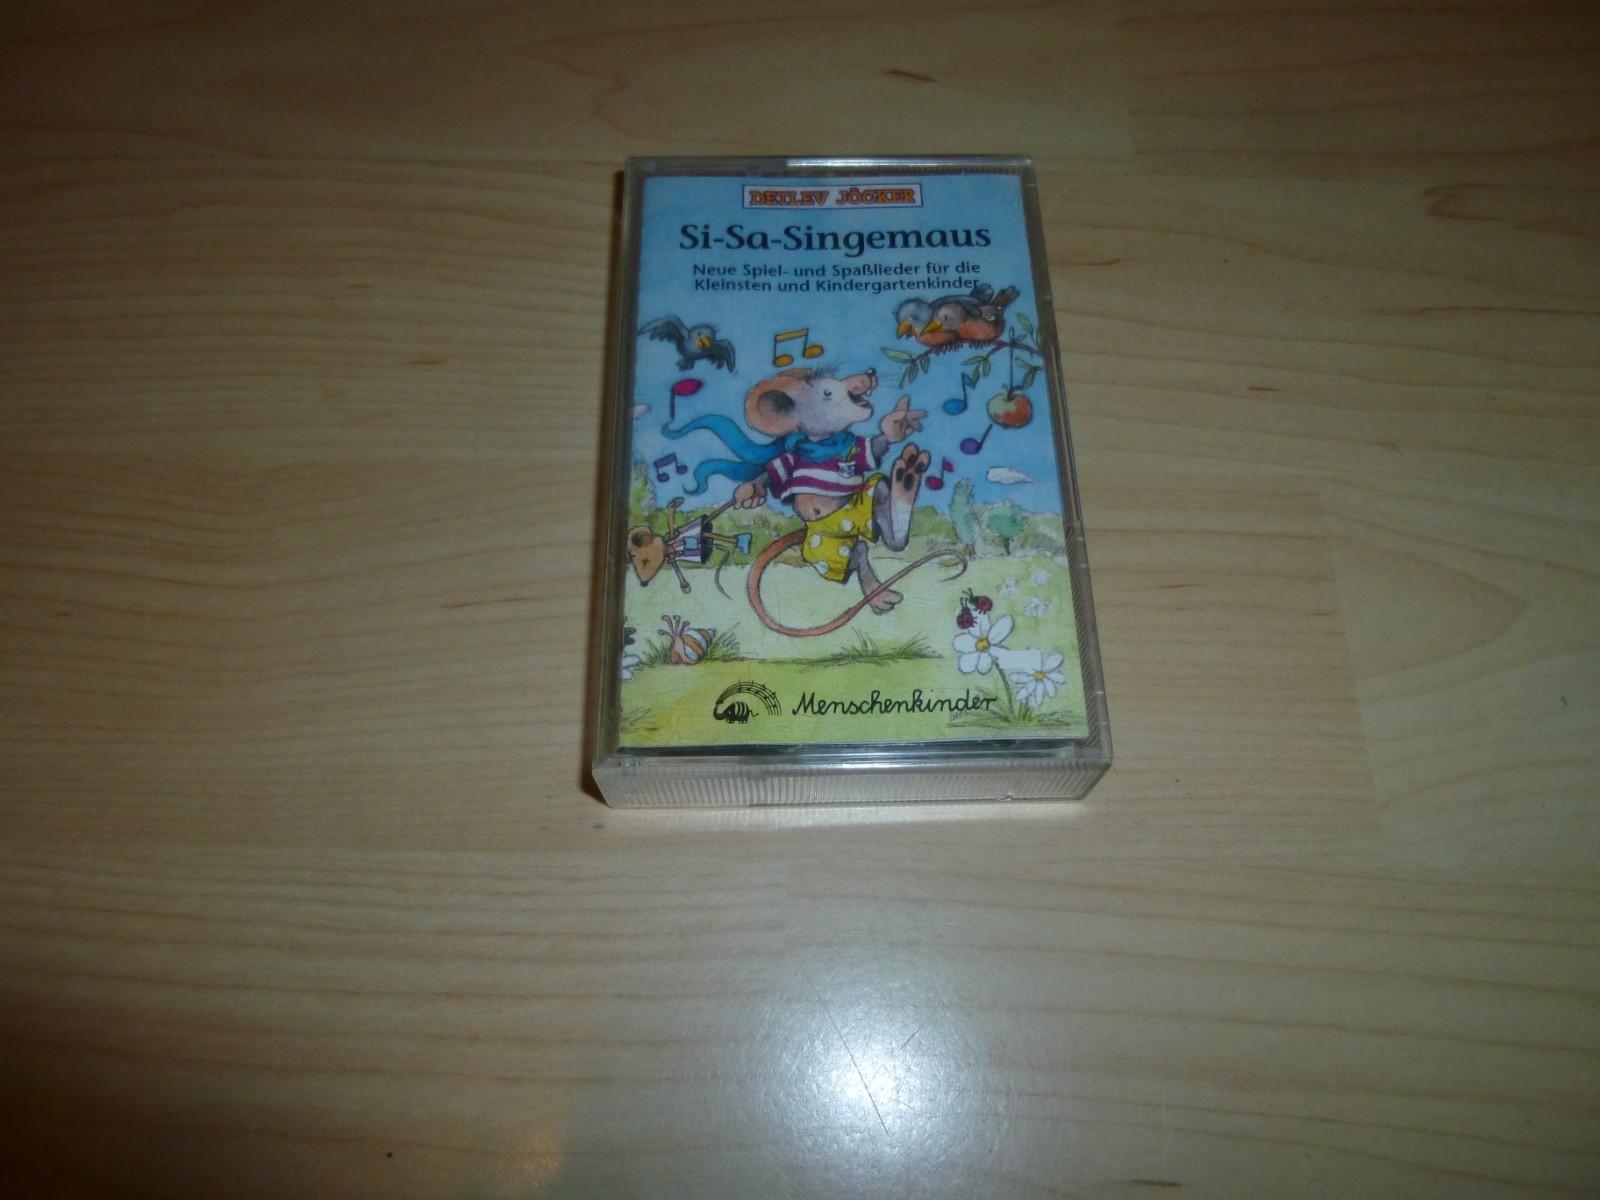 DETLEV JÖCKER
Si-Sa-Singemaus
Neue Spiel- und Spaßlieder für die
Kleinsten und Kindergartenkinder
Menschenkinder